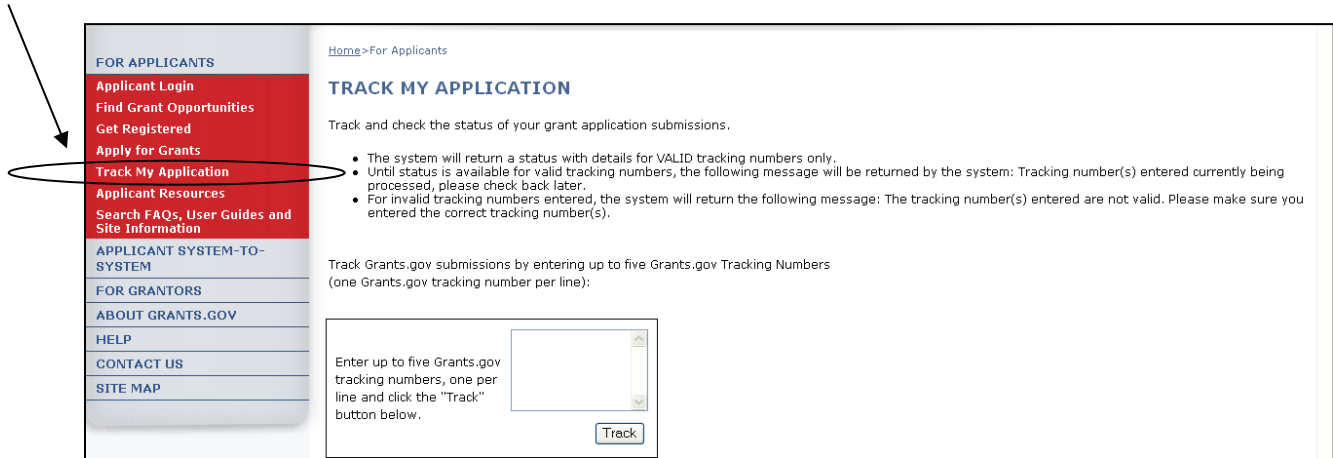 FOR APPLICANTS
Applicant Login
Find Grant Opportunities
Get Registered
Apply for Grants
Track My Application
Applicant Resources
Search FAQs, User Guides and
Site Information
APPLICANT SYSTEM-TO-
SYSTEM
FOR GRANTORS
ABOUT GRANTS.GOV
HELP
CONTACT US
SITE MAP
Home>For Applicants
TRACK MY APPLICATION
Track and check the status of your grant application submissions.
• The system will return a status with details for VALID tracking numbers only.
• Until status is available for valid tracking numbers, the following message will be returned by the system: Tracking number(s) entered currently being
processed, please check back later.
• For invalid tracking numbers entered, the system will return the following message: The tracking number(s) entered are not valid. Please make sure you
entered the correct tracking number(s).
Track Grants.gov submissions by entering up to five Grants.gov Tracking Numbers
(one Grants.gov tracking number per line):
Enter up to five Grants.gov
tracking numbers, one per
line and click the "Track"
button below.
Track